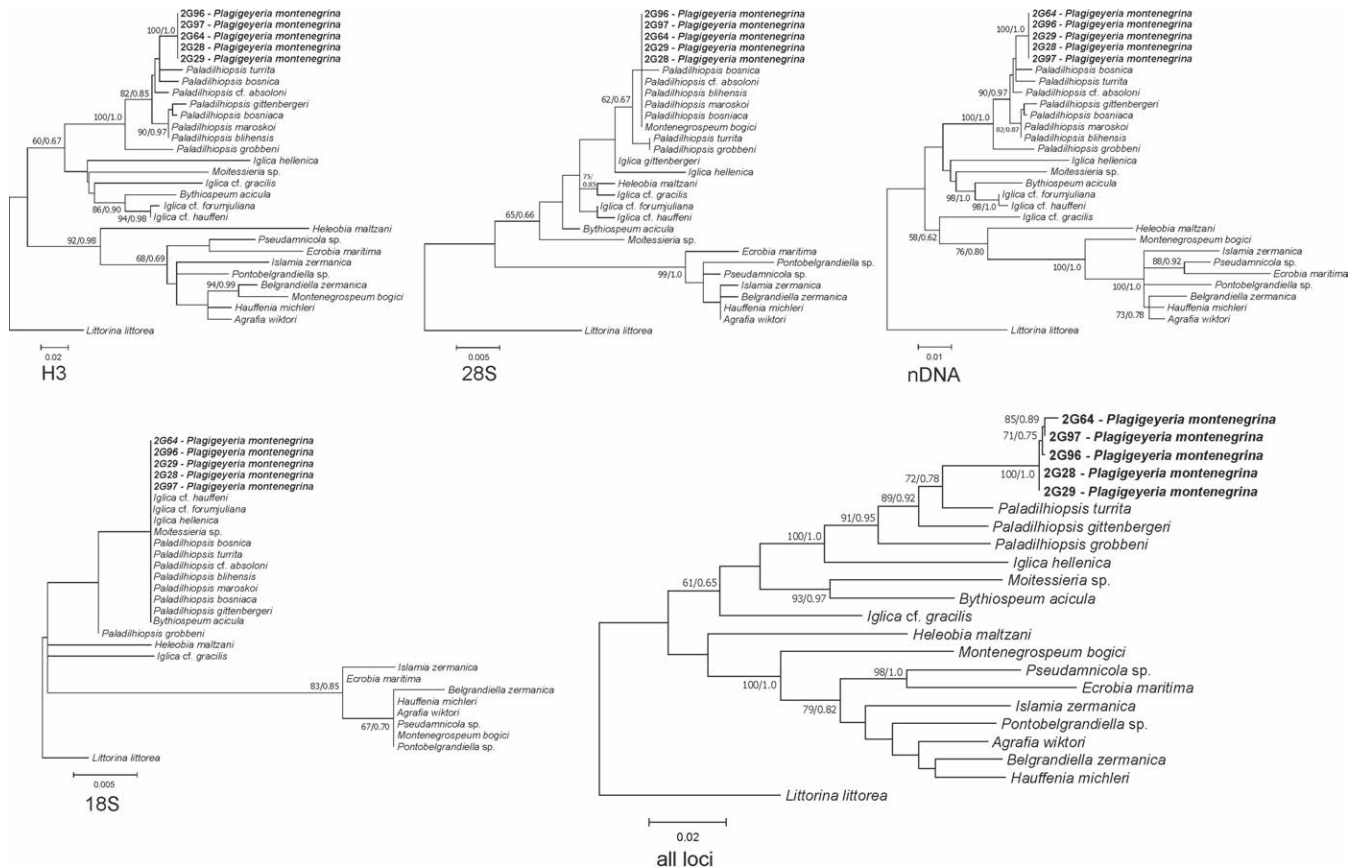 2G96 - Plagigeyeria montenegrina
2G97 - Plagigeyeria montenegrina
2G64 - Plagigeyeria montenegrina
2G28 - Plagigeyeria montenegrina
2G29 - Plagigeyeria montenegrina
100/1.0
Paladilhiopsis turrita
Paladilhiopsis bosnica
82/0.85
Paladilhiopsis cf. absoloni
Paladilhiopsis gittenbergeri
100/1.0
Paladilhiopsis bosniaca
Paladilhiopsis maroskoi
90/0.97
Paladilhiopsis blihensis
60/0.67
Paladilhiopsis grobbeni
Iglica hellenica
Moitessieria sp.
Iglica cf. gracilis
Bythiospeum acicula
86/0.90
Iglica cf. forumjuliana
94/0.98
Iglica cf. hauffeni
92/0.98
Heleobia maltzani
Pseudamnicola sp.
Ecrobia maritima
68/0.69
Islamia zermanica
Pontobelgrandiella sp.
94/0.99
Belgrandiella zermanica
Montenegrospeum bogici
Hauffenia michleri
Agrafia wiktori
Littorina littorea
0.02
H3
2G96 - Plagigeyeria montenegrina
2G97 - Plagigeyeria montenegrina
2G64 - Plagigeyeria montenegrina
2G29 - Plagigeyeria montenegrina
2G28 - Plagigeyeria montenegrina
Paladilhiopsis bosnica
Paladilhiopsis cf. absoloni
62/0.67
Paladilhiopsis blihensis
Paladilhiopsis maroskoi
Paladilhiopsis bosniaca
Montenegrospeum bogici
Paladilhiopsis turrita
Paladilhiopsis grobbeni
Iglica gittenbergeri
Iglica hellenica
75/
0.85
Heleobia maltzani
Iglica cf. gracilis
Iglica cf. forumjuliana
65/0.66
Iglica cf. hauffeni
Bythiospeum acicula
Moitessieria sp.
Ecrobia maritima
99/1.0
Pontobelgrandiella sp.
Pseudamnicola sp.
Islamia zermanica
Belgrandiella zermanica
Hauffenia michleri
Agrafia wiktori
Littorina littorea
0.005
28S
2G64 - Plagigeyeria montenegrina
2G96 - Plagigeyeria montenegrina
2G29 - Plagigeyeria montenegrina
2G28 - Plagigeyeria montenegrina
2G97 - Plagigeyeria montenegrina
100/1.0
Paladilhiopsis bosnica
Paladilhiopsis turrita
90/0.97
Paladilhiopsis cf. absoloni
Paladilhiopsis gittenbergeri
Paladilhiopsis bosniaca
100/1.0
82/0.87
Paladilhiopsis maroskoi
Paladilhiopsis blihensis
Paladilhiopsis grobbeni
Iglica hellenica
Moitessieria sp.
Bythiospeum acicula
98/1.0
Iglica cf. forumjuliana
98/1.0
Iglica cf. hauffeni
Iglica cf. gracilis
58/0.62
Heleobia maltzani
76/0.80
Montenegrospeum bogici
Islamia zermanica
100/1.0
88/0.92
Pseudamnicola sp.
Ecrobia maritima
100/1.0
Pontobelgrandiella sp.
Belgrandiella zermanica
Hauffenia michleri
73/0.78
Agrafia wiktori
Littorina littorea
0.01
nDNA
2G64 - Plagigeyeria montenegrina
2G96 - Plagigeyeria montenegrina
2G29 - Plagigeyeria montenegrina
2G28 - Plagigeyeria montenegrina
2G97 - Plagigeyeria montenegrina
Iglica cf. hauffeni
Iglica cf. forumjuliana
Iglica hellenica
Moitessieria sp.
Paladilhiopsis bosnica
Paladilhiopsis turrita
Paladilhiopsis cf. absoloni
Paladilhiopsis blihensis
Paladilhiopsis maroskoi
Paladilhiopsis bosniaca
Paladilhiopsis gittenbergeri
Bythiospeum acicula
Paladilhiopsis grobbeni
Heleobia maltzani
Iglica cf. gracilis
Islamia zermanica
Ecrobia maritima
83/0.85
Belgrandiella zermanica
Hauffenia michleri
Agrafia wiktori
67/0.70
Pseudamnicola sp.
Montenegrospeum bogici
Pontobelgrandiella sp.
Littorina littorea
0.005
18S
85/0.89
2G64 - Plagigeyeria montenegrina
71/0.75
2G97 - Plagigeyeria montenegrina
2G96 - Plagigeyeria montenegrina
100/1.0
2G28 - Plagigeyeria montenegrina
2G29 - Plagigeyeria montenegrina
72/0.78
89/0.92
Paladilhiopsis turrita
91/0.95
Paladilhiopsis gittenbergeri
100/1.0
Paladilhiopsis grobbeni
Iglica hellenica
61/0.65
Moitessieria sp.
93/0.97
Bythiospeum acicula
Iglica cf. gracilis
Heleobia maltzani
Montenegrospeum bogici
98/1.0
Pseudamnicola sp.
100/1.0
Ecrobia maritima
79/0.82
Islamia zermanica
Pontobelgrandiella sp.
Agrafia wiktori
Belgrandiella zermanica
Hauffenia michleri
Littorina littorea
0.02
all loci